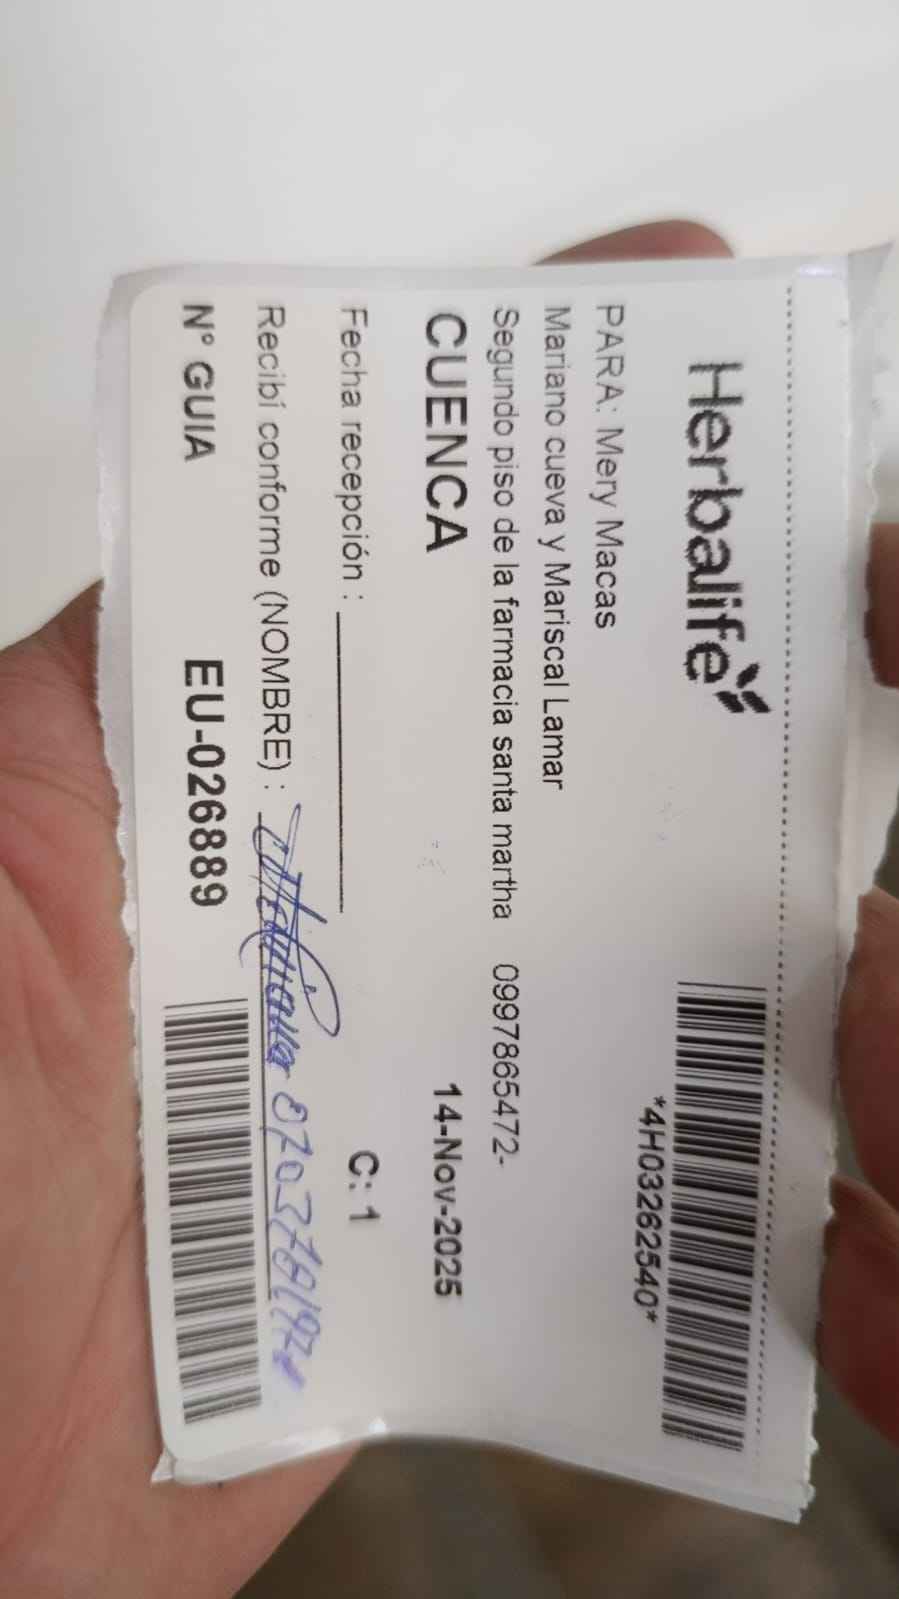 Herbalife
*4H03262540*
PARA: Mery Macas
Mariano cueva y Mariscal Lamar
Segundo piso de la farmacia santa martha 0997865472-
CUENCA 14-Nov-2025
Fecha recepción :
C: 1
Recibí conforme (NOMBRE) :
N° GUIA EU-026889